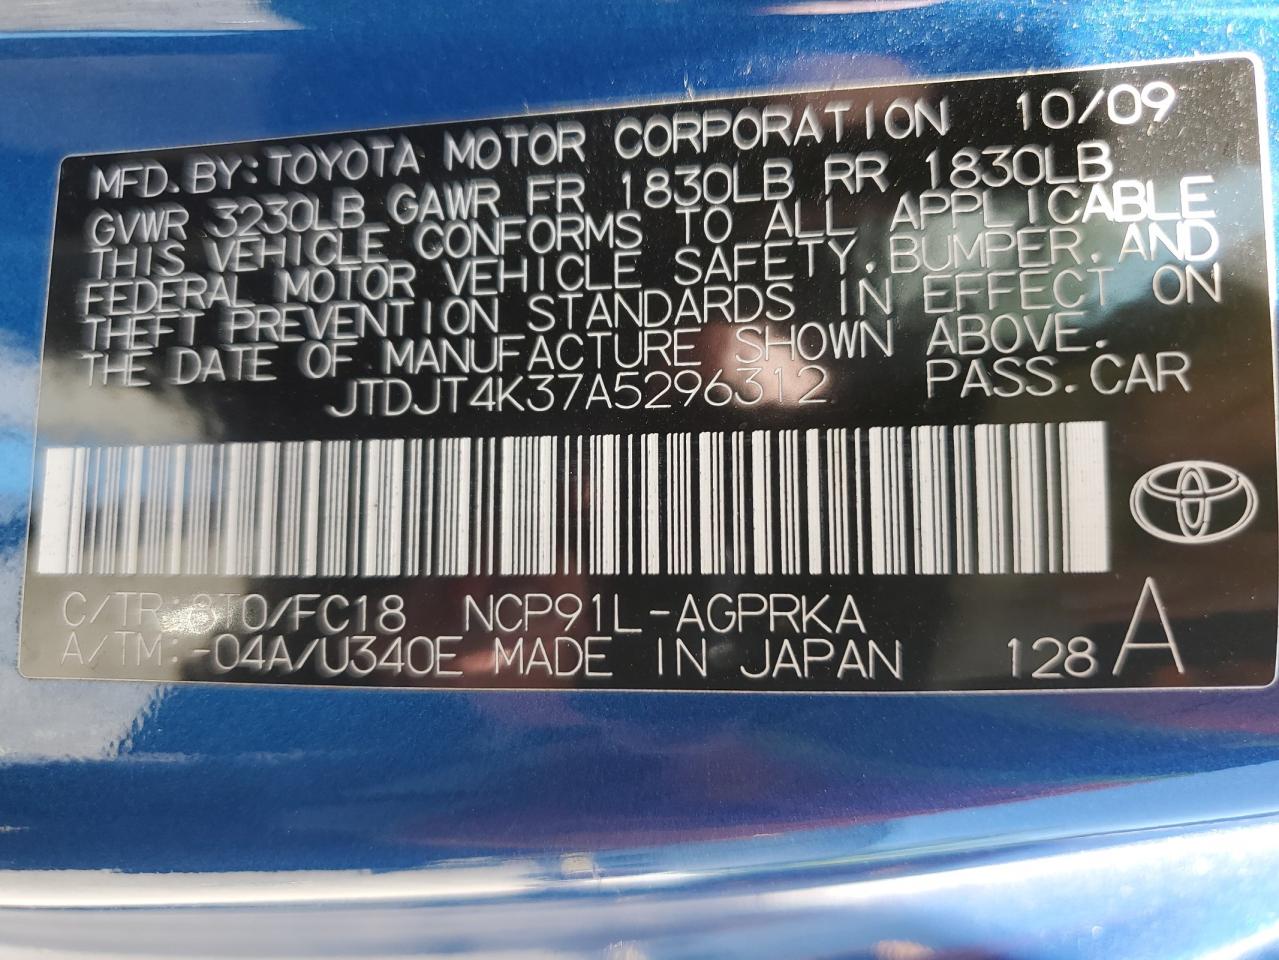 MFD.BY:TOYOTA MOTOR CORPORATION 10/09
GVWR 3230LB GAWR FR 1830LB RR 1830LB
THIS VEHICLE CONFORMS TO ALL APPLICABLE
FEDERAL MOTOR VEHICLE SAFETY,BUMPER,AND
THEFT PREVENTION STANDARDS IN EFFECT ON
THE DATE OF MANUFACTURE SHOWN ABOVE.
JTDJT4K37A5296312 PASS.CAR
C/TR:8T0/FC18 NCP91L-AGPRKA
A/TM:-04A/U340E MADE IN JAPAN 128 A